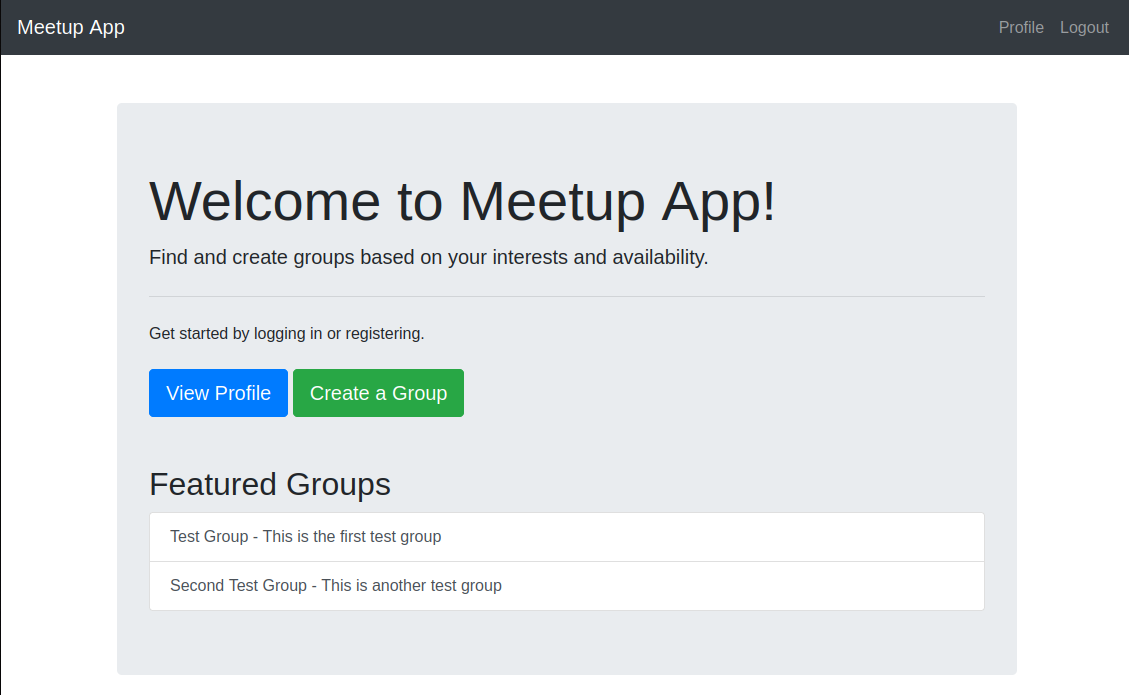 Meetup App
Profile Logout
Welcome to Meetup App!
Find and create groups based on your interests and availability.
Get started by logging in or registering.
View Profile Create a Group
Featured Groups
Test Group - This is the first test group
Second Test Group - This is another test group